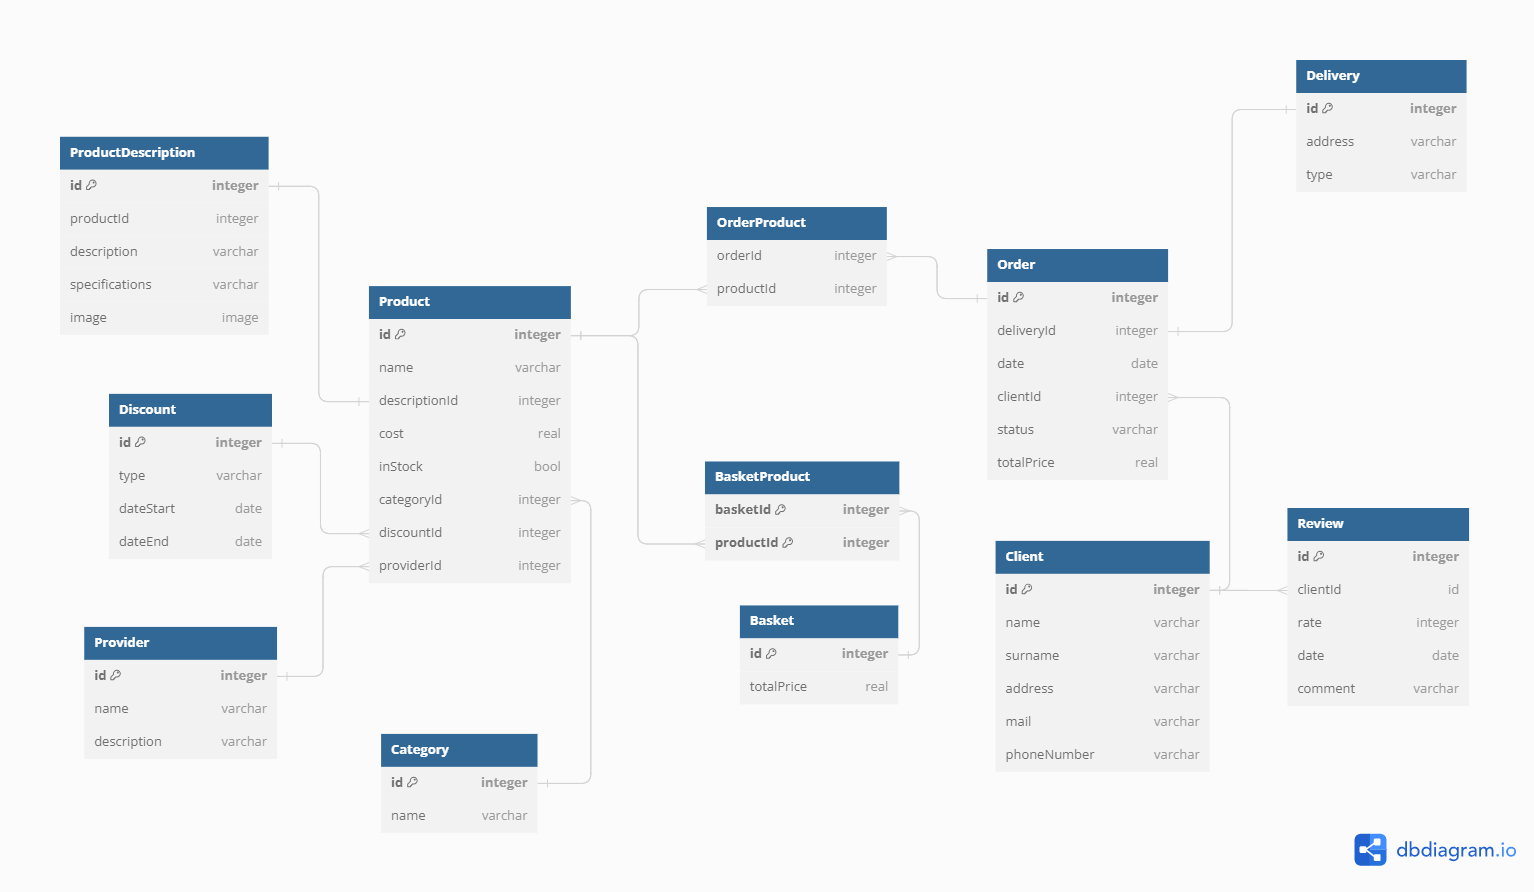 ProductDescription
id integer
productId integer
description varchar
specifications varchar
image image
Discount
id integer
type varchar
dateStart date
dateEnd date
Provider
id integer
name varchar
description varchar
Product
id integer
name varchar
descriptionId integer
cost real
inStock bool
categoryId integer
discountId integer
providerId integer
Category
id integer
name varchar
OrderProduct
orderId integer
productId integer
BasketProduct
basketId integer
productId integer
Basket
id integer
totalPrice real
Order
id integer
deliveryId integer
date date
clientId integer
status varchar
totalPrice real
Client
id integer
name varchar
surname varchar
address varchar
mail varchar
phoneNumber varchar
Delivery
id integer
address varchar
type varchar
Review
id integer
clientId id
rate integer
date date
comment varchar
dbdiagram.io